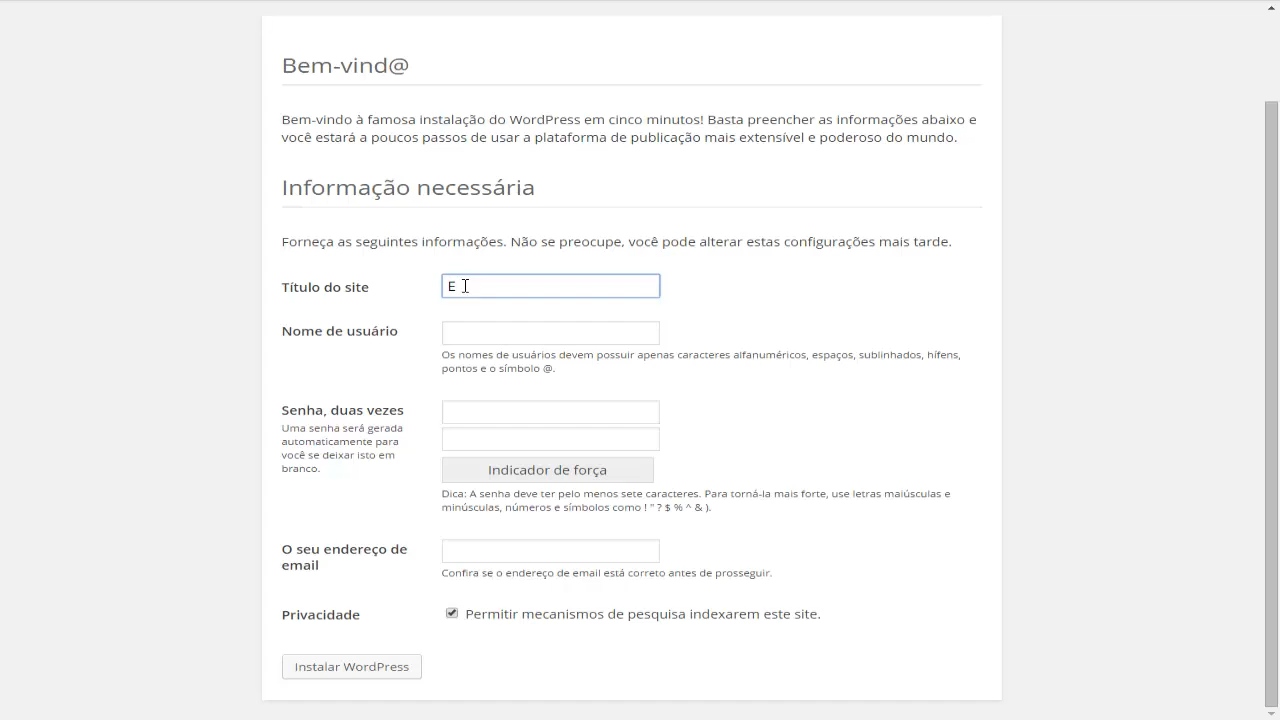 Bem-vind@
Bem-vindo à famosa instalação do WordPress em cinco minutos! Basta preencher as informações abaixo e
você estará a poucos passos de usar a plataforma de publicação mais extensível e poderoso do mundo.
Informação necessária
Forneça as seguintes informações. Não se preocupe, você pode alterar estas configurações mais tarde.
Título do site
E
Nome de usuário
Os nomes de usuários devem possuir apenas caracteres alfanuméricos, espaços, sublinhados, hífens,
pontos e o símbolo @.
Senha, duas vezes
Uma senha será gerada
automaticamente para
você se deixar isto em
branco.
Indicador de força
Dica: A senha deve ter pelo menos sete caracteres. Para torná-la mais forte, use letras maiúsculas e
minúsculas, números e símbolos como ! " ? $ % ^ & ).
O seu endereço de
email
Confira se o endereço de email está correto antes de prosseguir.
Privacidade
Permitir mecanismos de pesquisa indexarem este site.
Instalar WordPress